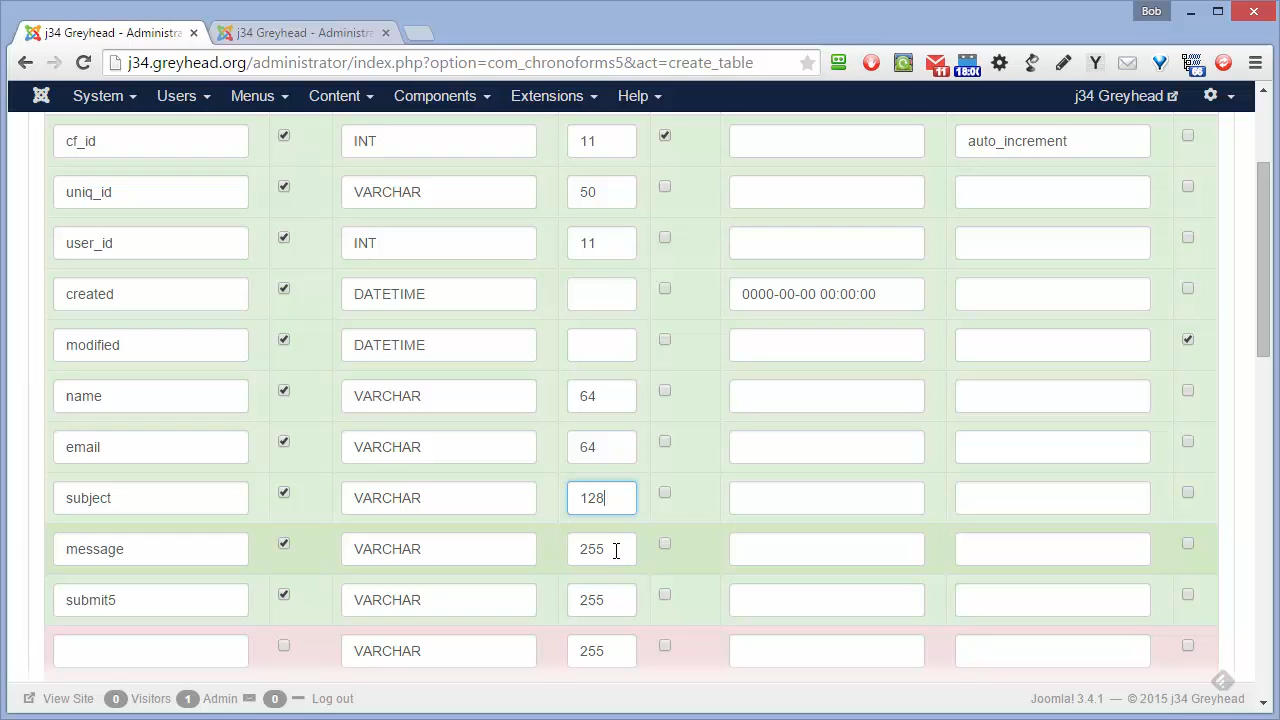 Bob
j34 Greyhead - Administra
j34 Greyhead - Administra
j34.greyhead.org/administrator/index.php?option=com_chronoforms5&act=create_table
11
18:00
Y
66
System Users Menus Content Components Extensions Help j34 Greyhead
cf_id INT 11 auto_increment
uniq_id VARCHAR 50
user_id INT 11
created DATETIME 0000-00-00 00:00:00
modified DATETIME
name VARCHAR 64
email VARCHAR 64
subject VARCHAR 128
message VARCHAR 255
submit5 VARCHAR 255
VARCHAR 255
View Site 0 Visitors 1 Admin 0 Log out Joomla! 3.4.1 — © 2015 j34 Greyhead